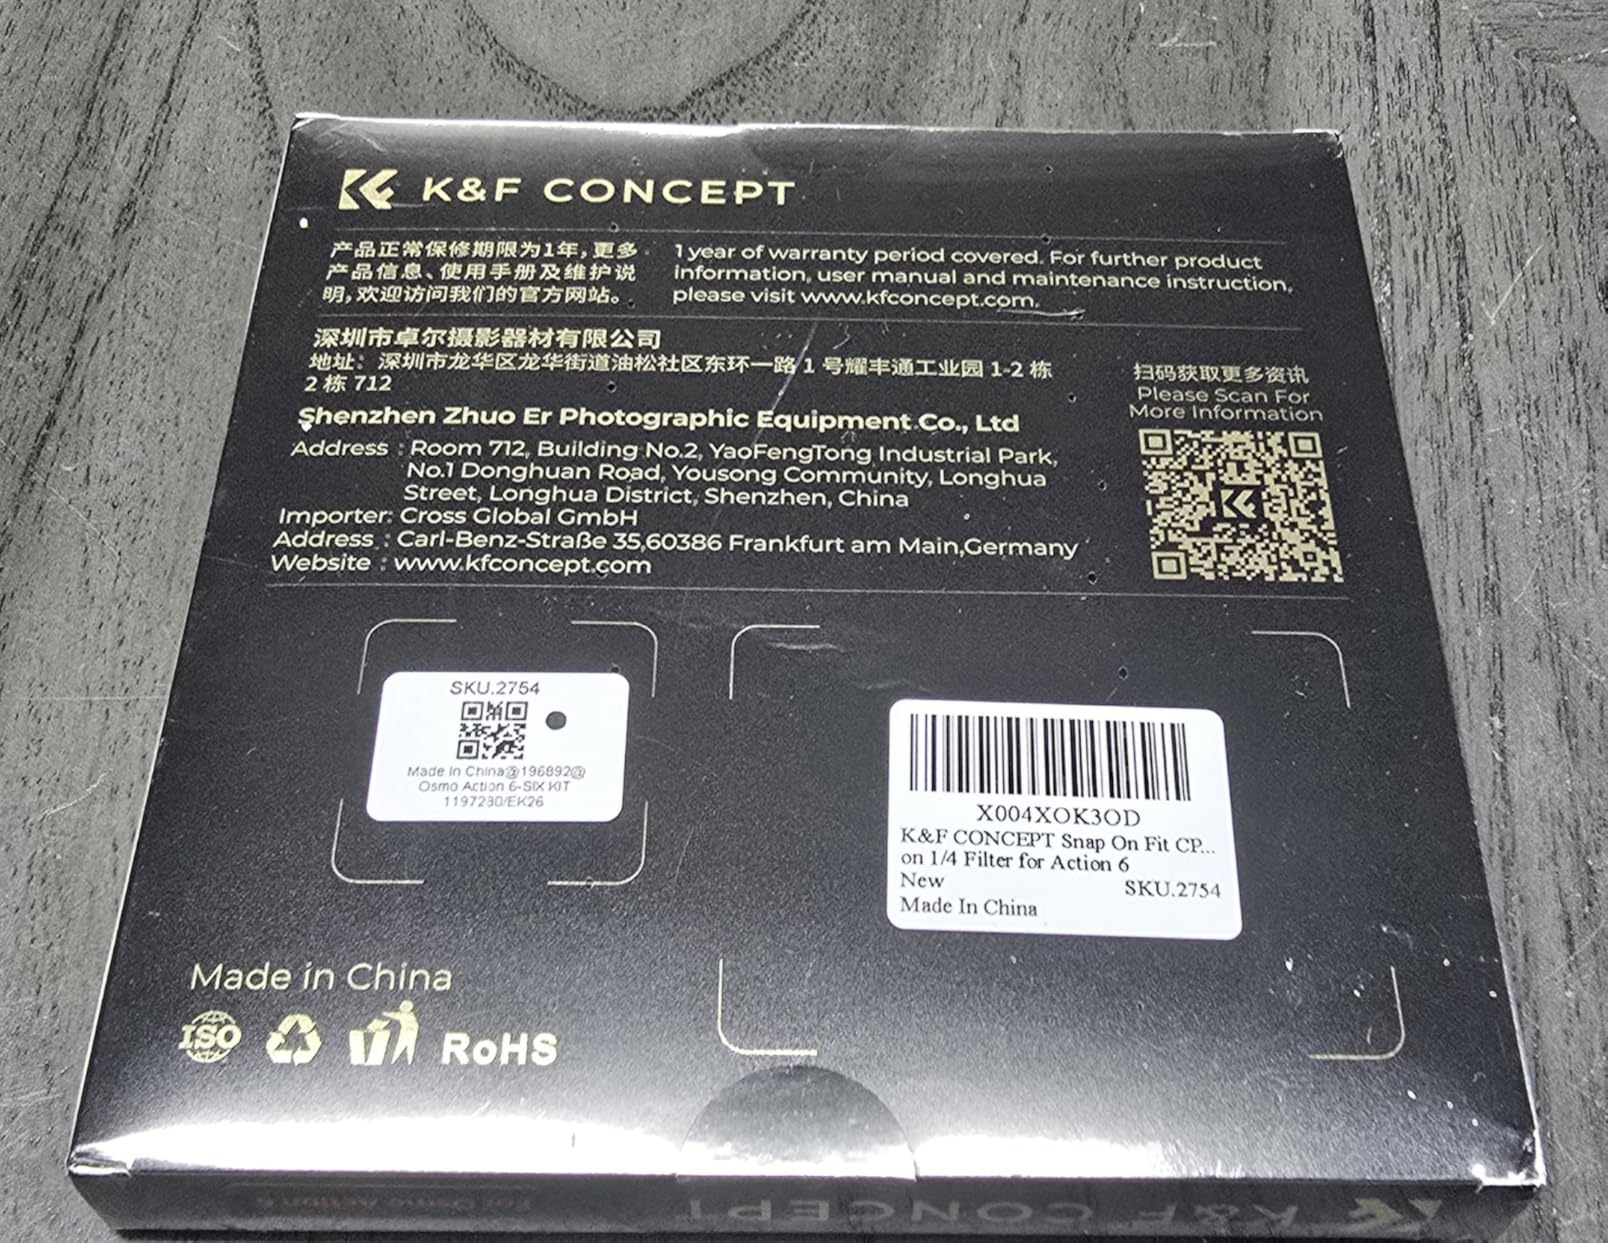 K&F CONCEPT
产品正常保修期限为1年，更多
产品信息、使用手册及维护说
明，欢迎访问我们的官方网站。
1 year of warranty period covered. For further product
information, user manual and maintenance instruction,
please visit www.kfconcept.com.
深圳市卓尔摄影器材有限公司
地址：深圳市龙华区龙华街道油松社区东环一路 1 号耀丰通工业园 1-2 栋
2 栋 712
Shenzhen Zhuo Er Photographic Equipment Co., Ltd
Address : Room 712, Building No.2, YaoFengTong Industrial Park,
No.1 Donghuan Road, Yousong Community, Longhua
Street, Longhua District, Shenzhen, China
Importer: Cross Global GmbH
Address : Carl-Benz-Straße 35,60386 Frankfurt am Main,Germany
Website : www.kfconcept.com
扫码获取更多资讯
Please Scan For
More Information
SKU.2754
Made In China@196892@
Osmo Action 6-SIX KIT
1197230/EK26
X004XOK3OD
K&F CONCEPT Snap On Fit CP...
on 1/4 Filter for Action 6
New SKU.2754
Made In China
Made in China
ISO
RoHS
For Osmo Action 6
K&F CONCEPT